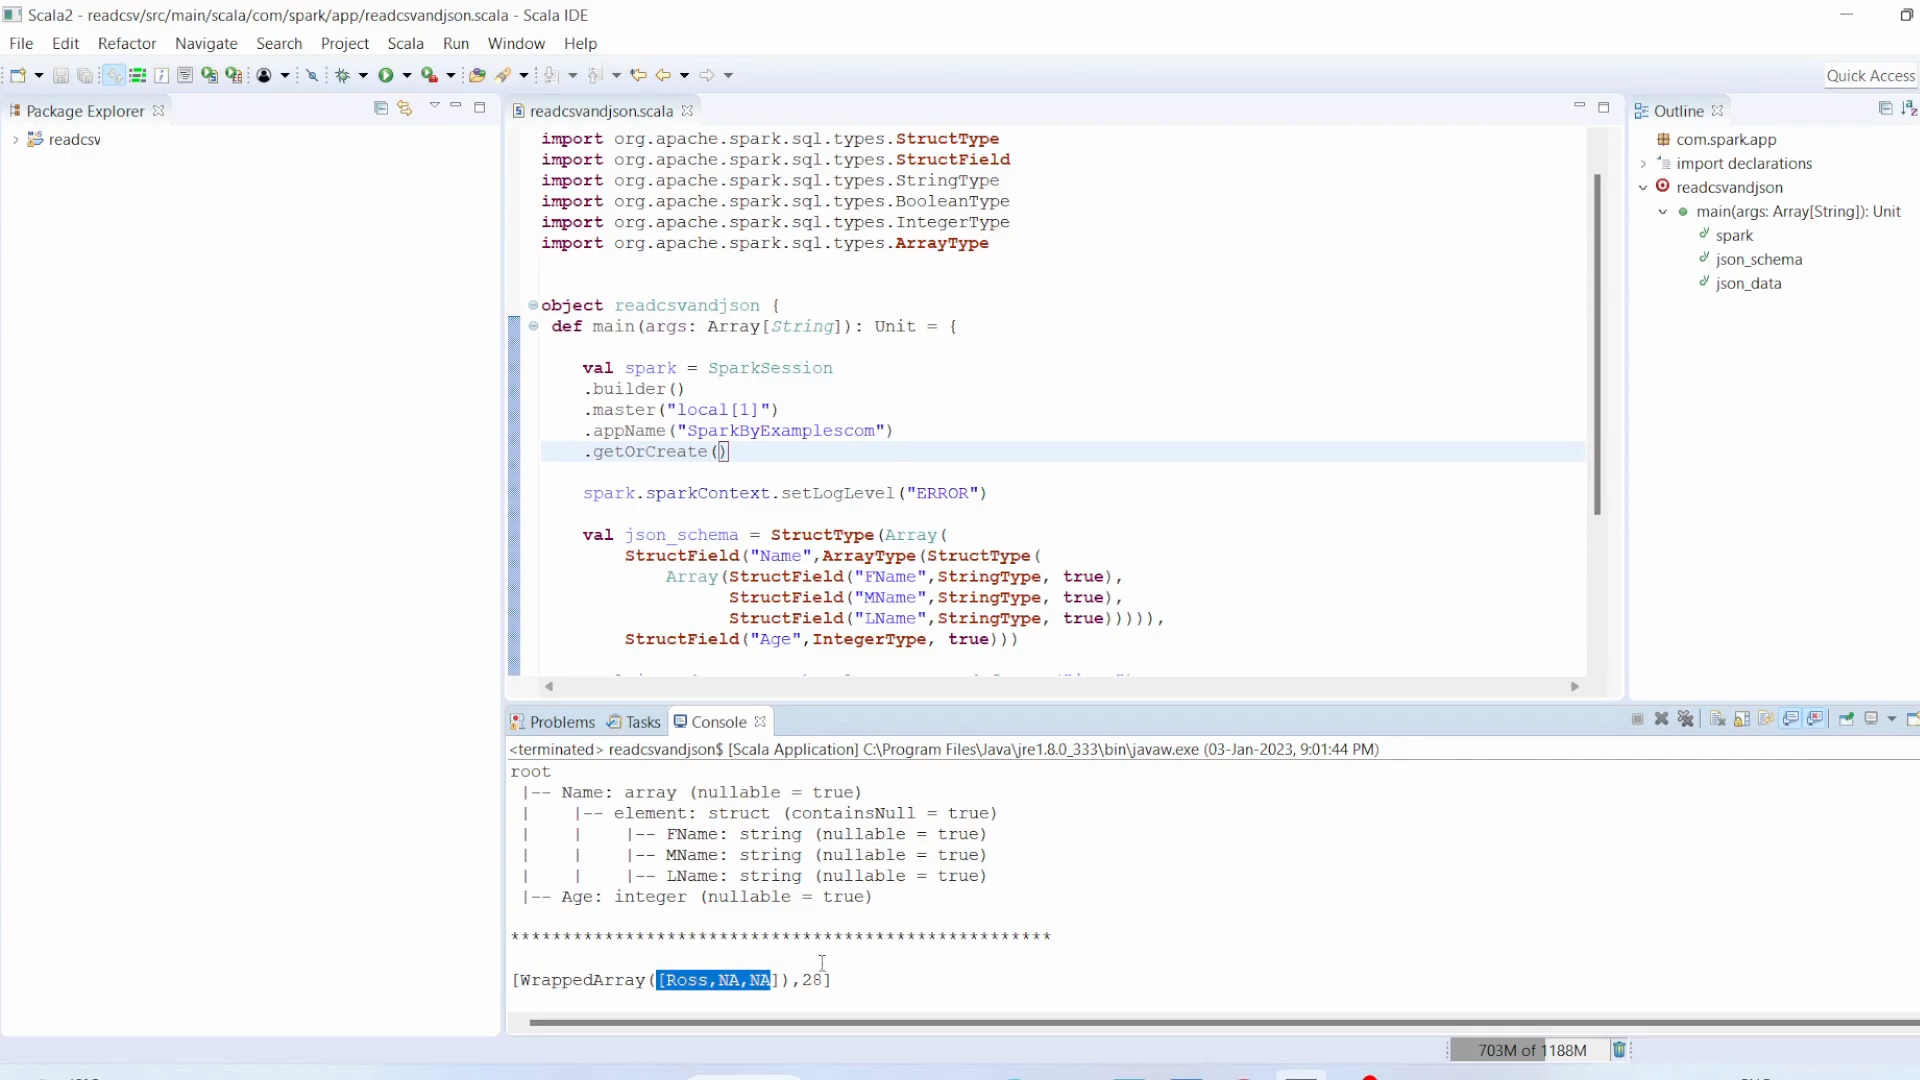 Scala2 - readcsv/src/main/scala/com/spark/app/readcsvandjson.scala - Scala IDE
File Edit Refactor Navigate Search Project Scala Run Window Help
Quick Access
Package Explorer
readcsv
readcsvandjson.scala
import org.apache.spark.sql.types.StructType
import org.apache.spark.sql.types.StructField
import org.apache.spark.sql.types.StringType
import org.apache.spark.sql.types.BooleanType
import org.apache.spark.sql.types.IntegerType
import org.apache.spark.sql.types.ArrayType
object readcsvandjson {
def main(args: Array[String]): Unit = {
val spark = SparkSession
.builder()
.master("local[1]")
.appName("SparkByExamplescom")
.getOrCreate()
spark.sparkContext.setLogLevel("ERROR")
val json_schema = StructType(Array(
StructField("Name",ArrayType(StructType(
Array(StructField("FName",StringType, true),
StructField("MName",StringType, true),
StructField("LName",StringType, true))))),
StructField("Age",IntegerType, true)))
Outline
com.spark.app
import declarations
readcsvandjson
main(args: Array[String]): Unit
spark
json_schema
json_data
Problems Tasks Console
<terminated> readcsvandjson$ [Scala Application] C:\Program Files\Java\jre1.8.0_333\bin\javaw.exe (03-Jan-2023, 9:01:44 PM)
root
|-- Name: array (nullable = true)
| |-- element: struct (containsNull = true)
| | |-- FName: string (nullable = true)
| | |-- MName: string (nullable = true)
| | |-- LName: string (nullable = true)
|-- Age: integer (nullable = true)
****************************************************
[WrappedArray([Ross,NA,NA]),28]
703M of 1188M